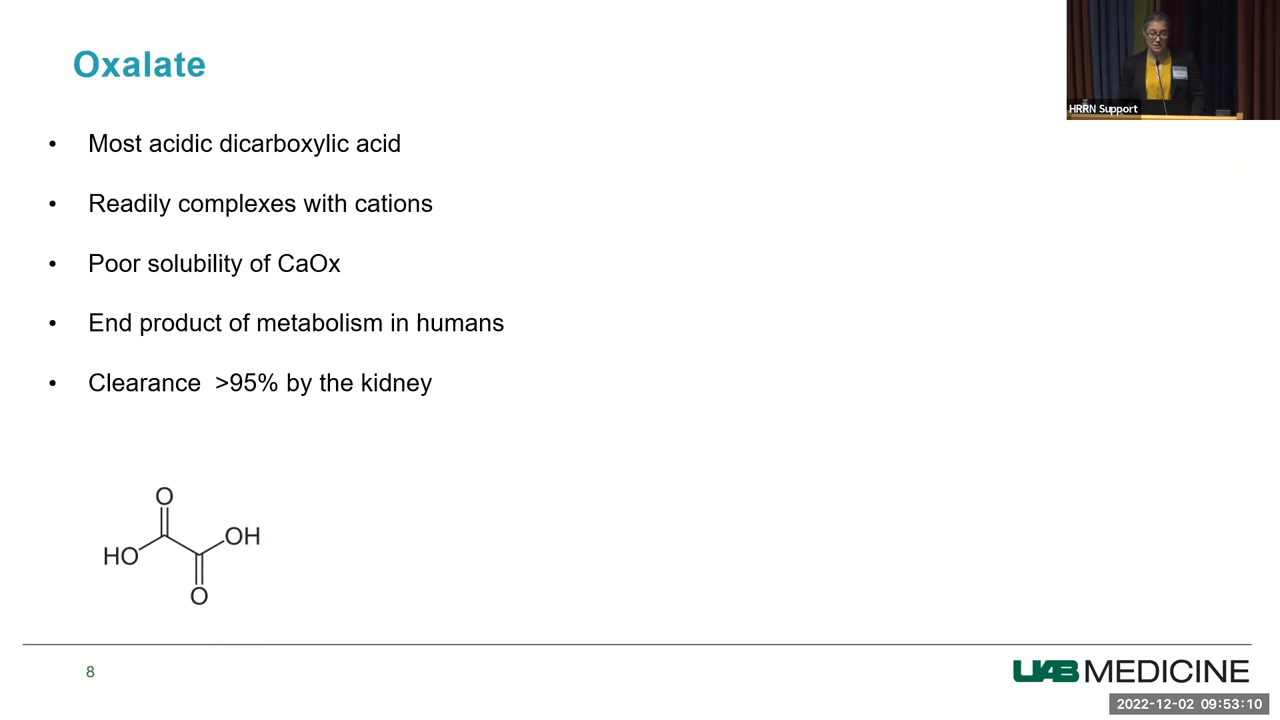 Oxalate
HRRN Support
• Most acidic dicarboxylic acid
• Readily complexes with cations
• Poor solubility of CaOx
• End product of metabolism in humans
• Clearance  >95% by the kidney
O
HO
OH
O
8
UAB MEDICINE
2022-12-02 09:53:10